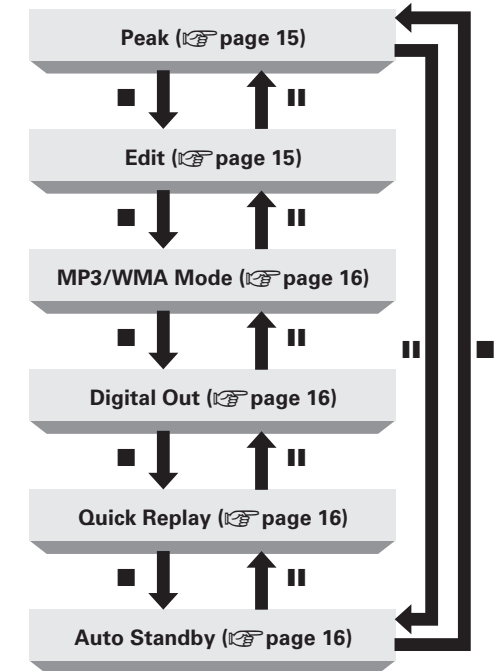 Peak (☞ page 15)
Edit (☞ page 15)
MP3/WMA Mode (☞ page 16)
Digital Out (☞ page 16)
Quick Replay (☞ page 16)
Auto Standby (☞ page 16)